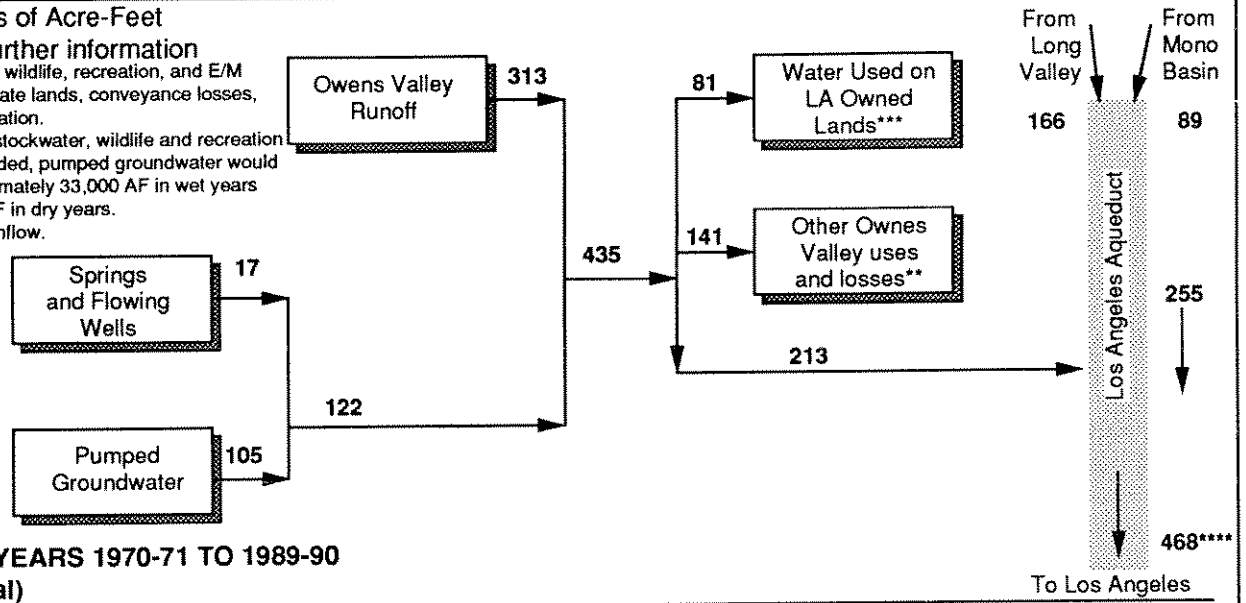 s of Acre-Feet
urther information
wildlife, recreation, and E/M
ate lands, conveyance losses,
ation.
stockwater, wildlife and recreation
ded, pumped groundwater would
mately 33,000 AF in wet years
F in dry years.
nflow.
Owens Valley
Runoff
313
Springs
and Flowing
Wells
17
Pumped
Groundwater
105
122
435
81
Water Used on
LA Owned
Lands***
141
Other Ownes
Valley uses
and losses**
213
From
Long
Valley
166
From
Mono
Basin
89
Los Angeles Aqueduct
255
468****
To Los Angeles
YEARS 1970-71 TO 1989-90
al)